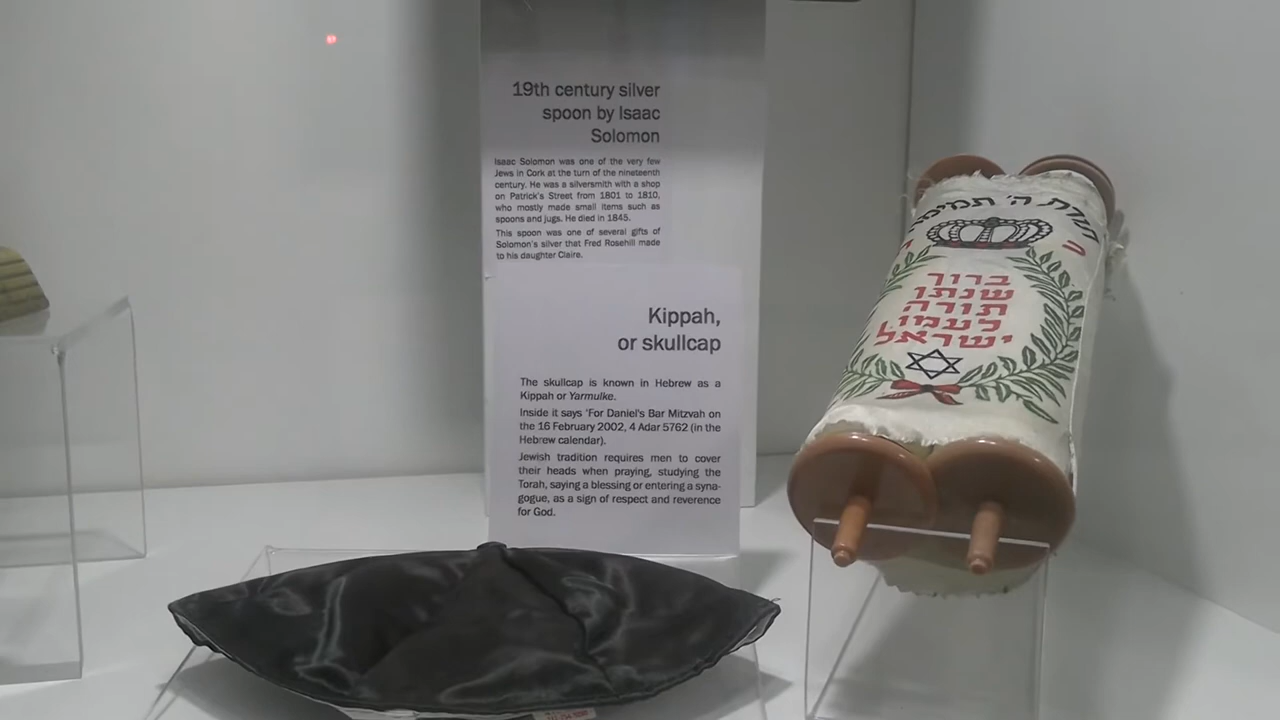 19th century silver
spoon by Isaac
Solomon
Isaac Solomon was one of the very few
Jews in Cork at the turn of the nineteenth
century. He was a silversmith with a shop
on Patrick's Street from 1801 to 1810,
who mostly made small items such as
spoons and jugs. He died in 1845.
This spoon was one of several gifts of
Solomon's silver that Fred Rosehill made
to his daughter Claire.
Kippah,
or skullcap
The skullcap is known in Hebrew as a
Kippah or Yarmulke.
Inside it says 'For Daniel's Bar Mitzvah on
the 16 February 2002, 4 Adar 5762 (in the
Hebrew calendar).
Jewish tradition requires men to cover
their heads when praying, studying the
Torah, saying a blessing or entering a syna-
gogue, as a sign of respect and reverence
for God.
תורת ה' תמימה
כ
ברוך
שנתן
תורה
לעמו
ישראל